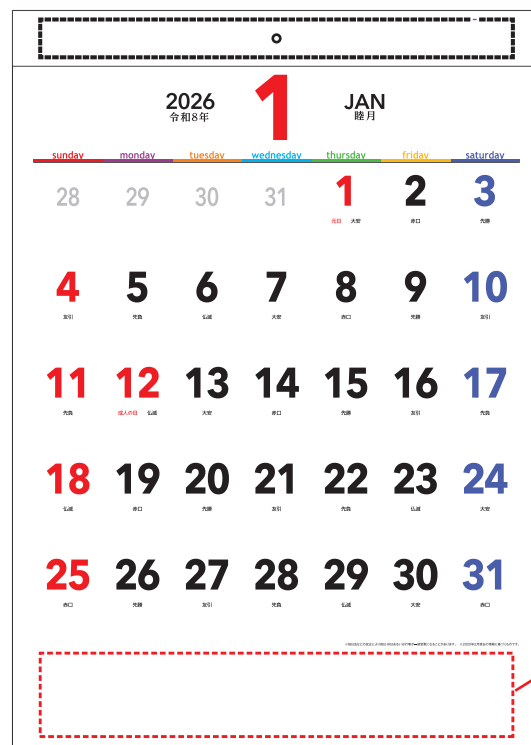 2026 1 JAN
令和8年 睦月
sunday monday tuesday wednesday thursday friday saturday
28 29 30 31 1 2 3
元日 大安 赤口 先勝
4 5 6 7 8 9 10
友引 先負 仏滅 大安 赤口 先勝 友引
11 12 13 14 15 16 17
先負 成人の日 仏滅 大安 赤口 先勝 友引 先負
18 19 20 21 22 23 24
仏滅 赤口 先勝 友引 先負 仏滅 大安
25 26 27 28 29 30 31
赤口 先勝 友引 先負 仏滅 大安 赤口